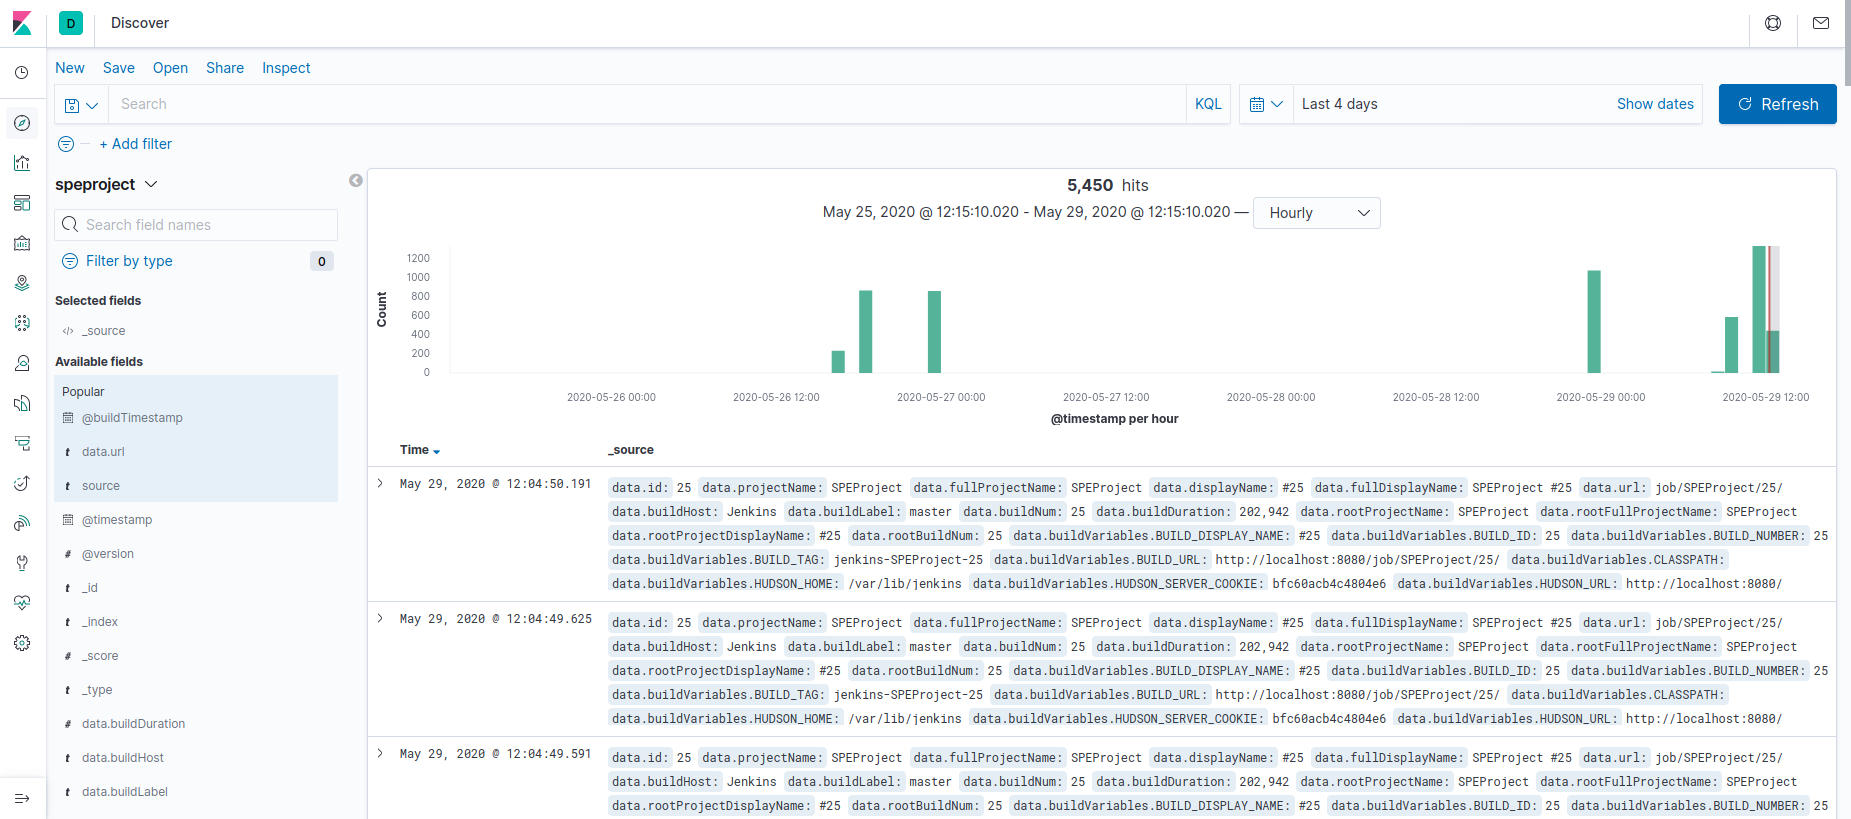 D Discover
New Save Open Share Inspect
Search KQL Last 4 days Show dates Refresh
+ Add filter
speproject
Search field names
Filter by type 0
Selected fields
_source
Available fields
Popular
@buildTimestamp
t data.url
t source
@timestamp
# @version
t _id
t _index
# _score
t _type
# data.buildDuration
t data.buildHost
t data.buildLabel
5,450 hits
May 25, 2020 @ 12:15:10.020 - May 29, 2020 @ 12:15:10.020 — Hourly
Count
1200
1000
800
600
400
200
0
2020-05-26 00:00 2020-05-26 12:00 2020-05-27 00:00 2020-05-27 12:00 2020-05-28 00:00 2020-05-28 12:00 2020-05-29 00:00 2020-05-29 12:00
@timestamp per hour
Time _source
May 29, 2020 @ 12:04:50.191 data.id: 25 data.projectName: SPEProject data.fullProjectName: SPEProject data.displayName: #25 data.fullDisplayName: SPEProject #25 data.url: job/SPEProject/25/
data.buildHost: Jenkins data.buildLabel: master data.buildNum: 25 data.buildDuration: 202,942 data.rootProjectName: SPEProject data.rootFullProjectName: SPEProject
data.rootProjectDisplayName: #25 data.rootBuildNum: 25 data.buildVariables.BUILD_DISPLAY_NAME: #25 data.buildVariables.BUILD_ID: 25 data.buildVariables.BUILD_NUMBER: 25
data.buildVariables.BUILD_TAG: jenkins-SPEProject-25 data.buildVariables.BUILD_URL: http://localhost:8080/job/SPEProject/25/ data.buildVariables.CLASSPATH:
data.buildVariables.HUDSON_HOME: /var/lib/jenkins data.buildVariables.HUDSON_SERVER_COOKIE: bfc60acb4c4804e6 data.buildVariables.HUDSON_URL: http://localhost:8080/
May 29, 2020 @ 12:04:49.625 data.id: 25 data.projectName: SPEProject data.fullProjectName: SPEProject data.displayName: #25 data.fullDisplayName: SPEProject #25 data.url: job/SPEProject/25/
data.buildHost: Jenkins data.buildLabel: master data.buildNum: 25 data.buildDuration: 202,942 data.rootProjectName: SPEProject data.rootFullProjectName: SPEProject
data.rootProjectDisplayName: #25 data.rootBuildNum: 25 data.buildVariables.BUILD_DISPLAY_NAME: #25 data.buildVariables.BUILD_ID: 25 data.buildVariables.BUILD_NUMBER: 25
data.buildVariables.BUILD_TAG: jenkins-SPEProject-25 data.buildVariables.BUILD_URL: http://localhost:8080/job/SPEProject/25/ data.buildVariables.CLASSPATH:
data.buildVariables.HUDSON_HOME: /var/lib/jenkins data.buildVariables.HUDSON_SERVER_COOKIE: bfc60acb4c4804e6 data.buildVariables.HUDSON_URL: http://localhost:8080/
May 29, 2020 @ 12:04:49.591 data.id: 25 data.projectName: SPEProject data.fullProjectName: SPEProject data.displayName: #25 data.fullDisplayName: SPEProject #25 data.url: job/SPEProject/25/
data.buildHost: Jenkins data.buildLabel: master data.buildNum: 25 data.buildDuration: 202,942 data.rootProjectName: SPEProject data.rootFullProjectName: SPEProject
data.rootProjectDisplayName: #25 data.rootBuildNum: 25 data.buildVariables.BUILD_DISPLAY_NAME: #25 data.buildVariables.BUILD_ID: 25 data.buildVariables.BUILD_NUMBER: 25